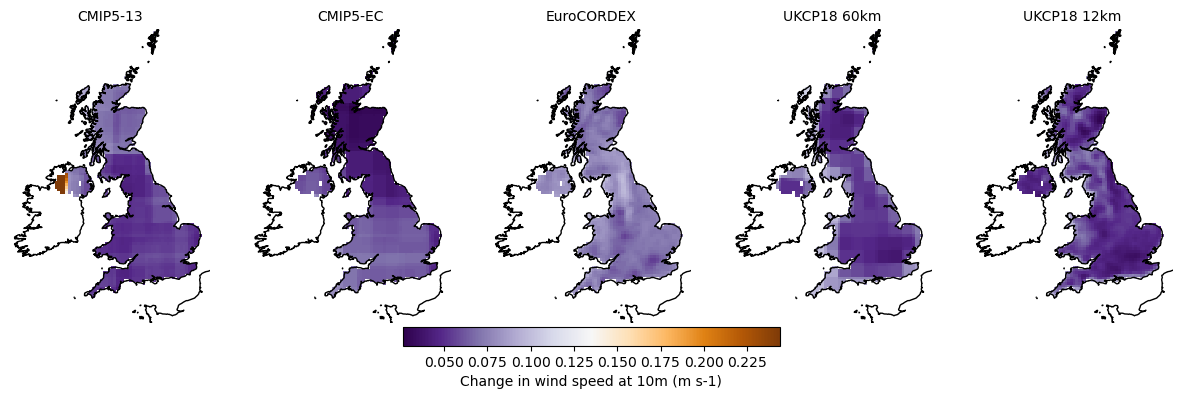 CMIP5-13 CMIP5-EC EuroCORDEX UKCP18 60km UKCP18 12km
0.050 0.075 0.100 0.125 0.150 0.175 0.200 0.225
Change in wind speed at 10m (m s-1)